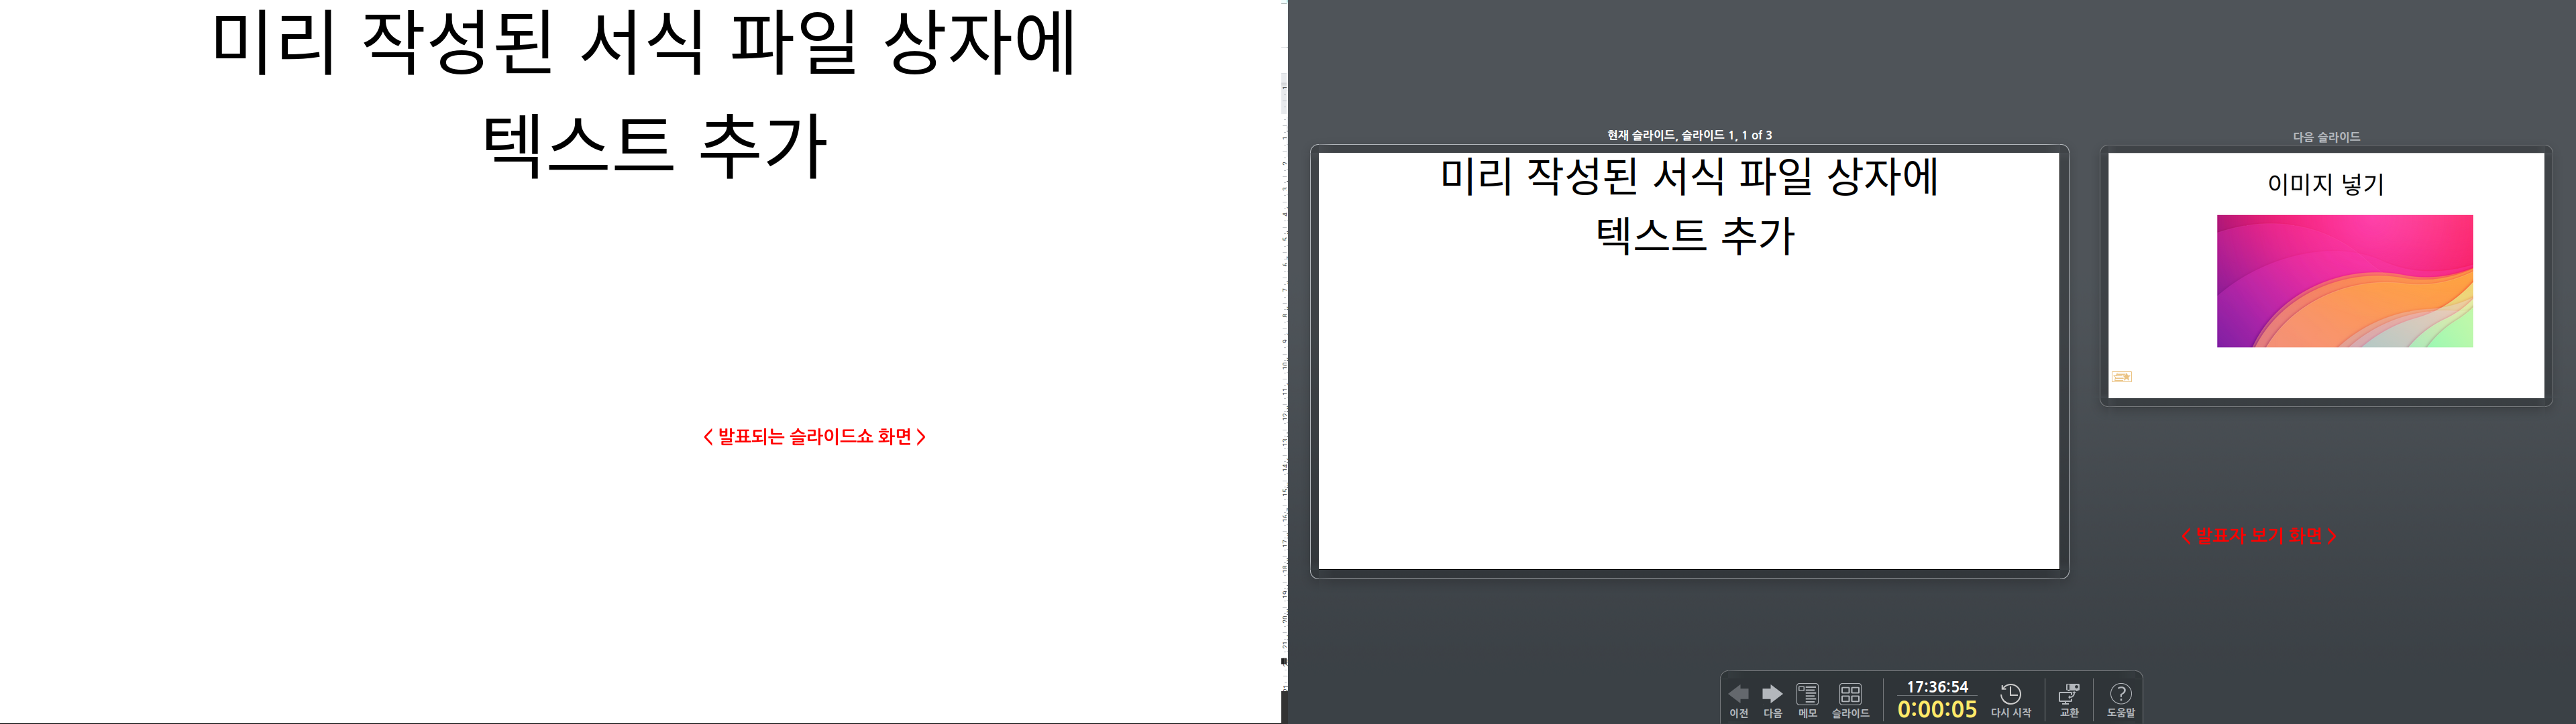 미리 작성된 서식 파일 상자에
텍스트 추가
< 발표되는 슬라이드쇼 화면 >
현재 슬라이드, 슬라이드 1, 1 of 3
미리 작성된 서식 파일 상자에
텍스트 추가
다음 슬라이드
이미지 넣기
< 발표자 보기 화면 >
이전
다음
메모
슬라이드
17:36:54
0:00:05
다시 시작
교환
도움말